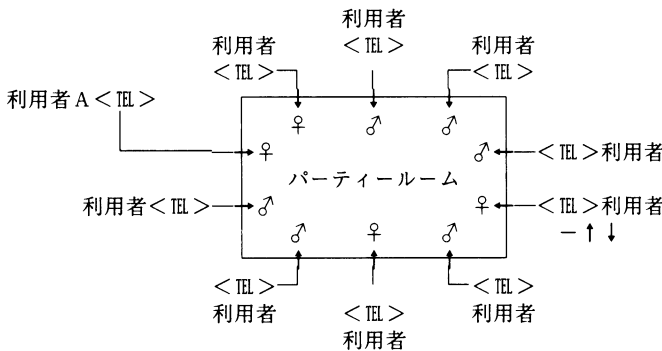 利用者
<TEL>
利用者
<TEL>
利用者
<TEL>
利用者A<TEL>
♀
♂
♂
♀
♂
<TEL>利用者
パーティールーム
利用者<TEL>
♂
♀
<TEL>利用者
－↑↓
♂
♀
♂
<TEL>
利用者
<TEL>
利用者
<TEL>
利用者